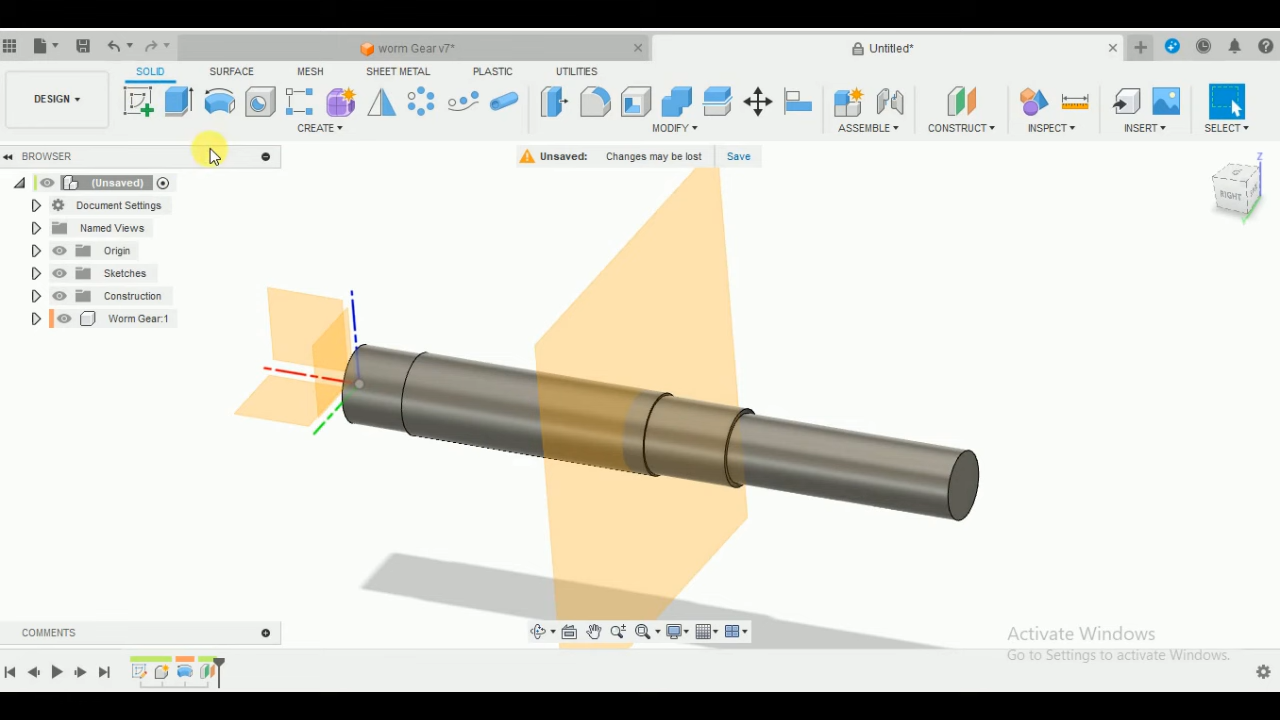 worm Gear v7*
Untitled*
DESIGN
SOLID
SURFACE
MESH
SHEET METAL
PLASTIC
UTILITIES
CREATE
MODIFY
ASSEMBLE
CONSTRUCT
INSPECT
INSERT
SELECT
BROWSER
Unsaved: Changes may be lost Save
(Unsaved)
Document Settings
Named Views
Origin
Sketches
Construction
Worm Gear:1
Z
RIGHT
COMMENTS
Activate Windows
Go to Settings to activate Windows.